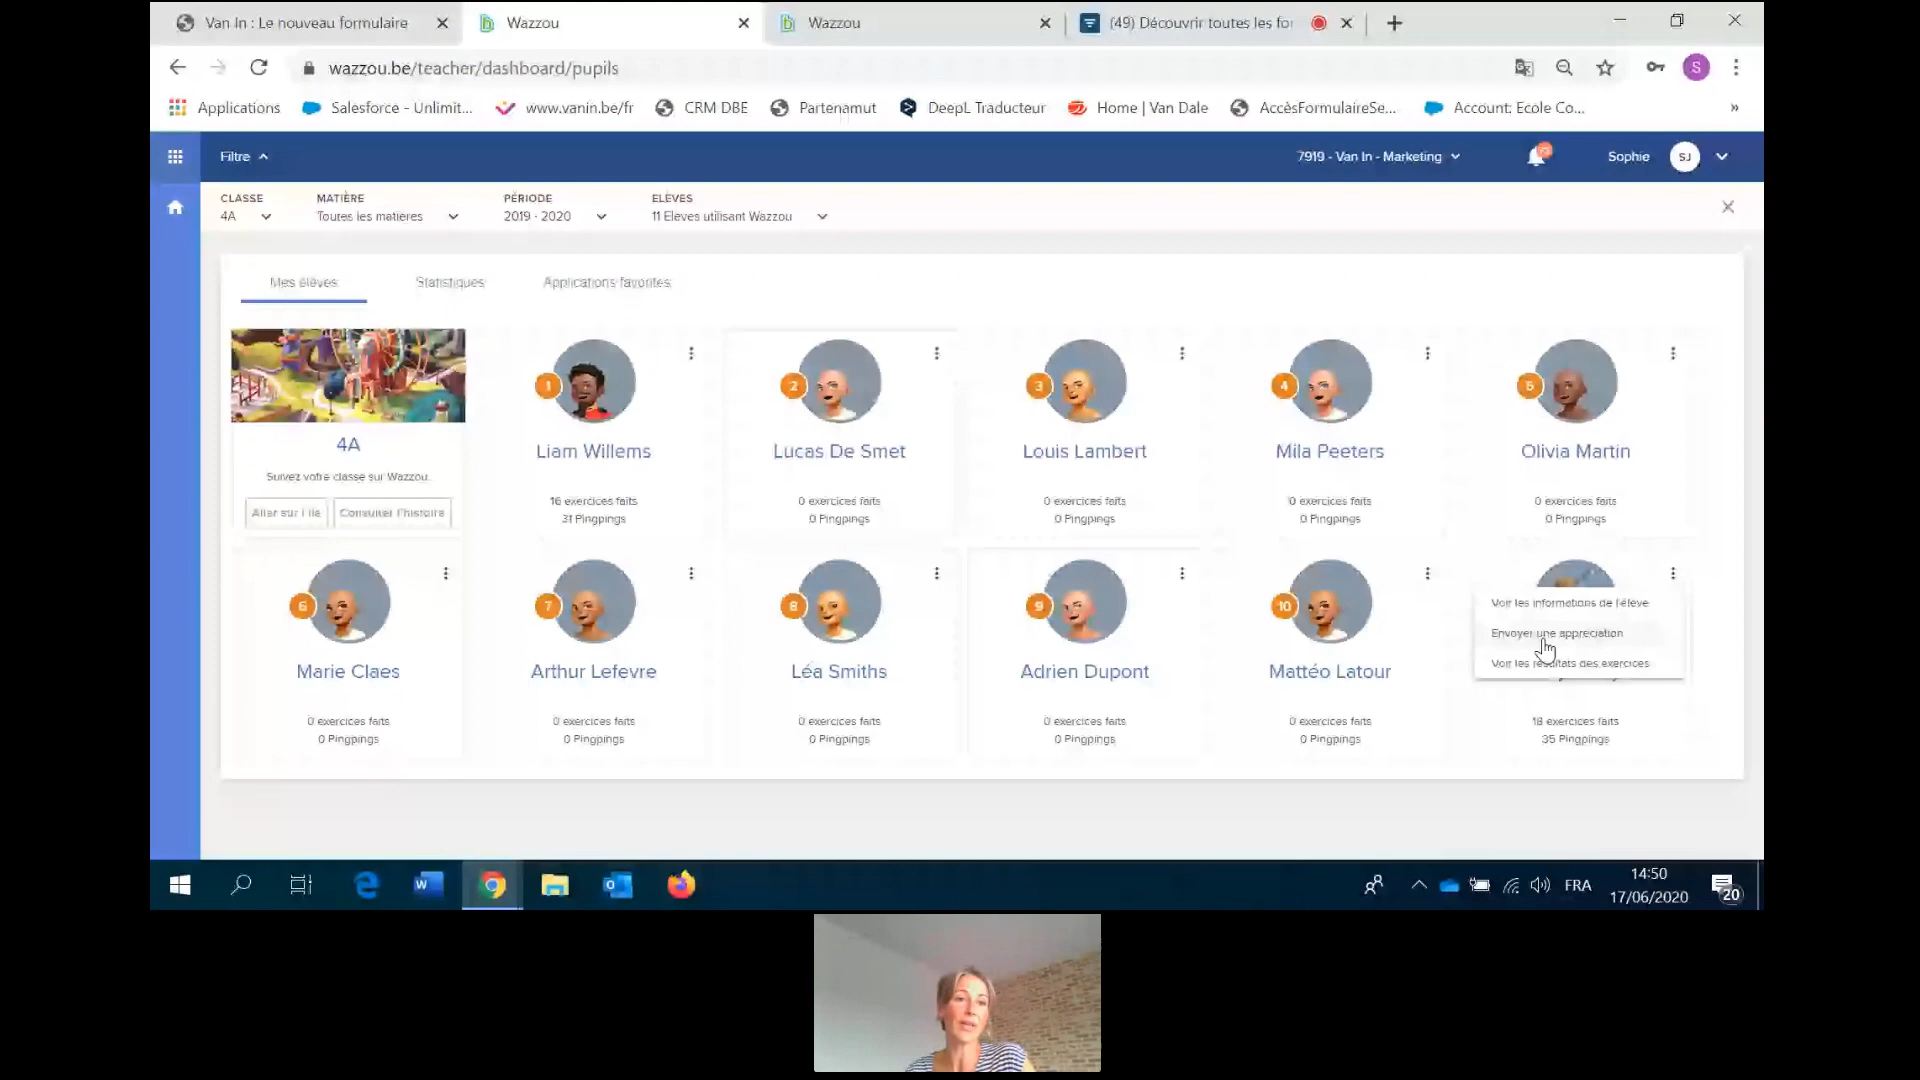 Van In : Le nouveau formulaire
Wazzou
Wazzou
(49) Découvrir toutes les for
wazzou.be/teacher/dashboard/pupils
S
Applications
Salesforce - Unlimit...
www.vanin.be/fr
CRM DBE
Partenamut
DeepL Traducteur
Home | Van Dale
AccèsFormulaireSe...
Account: Ecole Co...
»
Filtre
7919 - Van In - Marketing
Sophie
SJ
CLASSE
4A
MATIÈRE
Toutes les matieres
PÉRIODE
2019 - 2020
ELÈVES
11 Eleves utilisant Wazzou
Mes élèves
Statistiques
Applications favorites
4A
Suivez votre classe sur Wazzou.
Aller sur l'île
Consulter l'histoire
1
Liam Willems
16 exercices faits
31 Pingpings
2
Lucas De Smet
0 exercices faits
0 Pingpings
3
Louis Lambert
0 exercices faits
0 Pingpings
4
Mila Peeters
0 exercices faits
0 Pingpings
5
Olivia Martin
0 exercices faits
0 Pingpings
6
Marie Claes
0 exercices faits
0 Pingpings
7
Arthur Lefevre
0 exercices faits
0 Pingpings
8
Léa Smiths
0 exercices faits
0 Pingpings
9
Adrien Dupont
0 exercices faits
0 Pingpings
10
Mattéo Latour
0 exercices faits
0 Pingpings
Voir les informations de l'élève
Envoyer une appreciation
Voir les résultats des exercices
18 exercices faits
35 Pingpings
FRA
14:50
17/06/2020
20